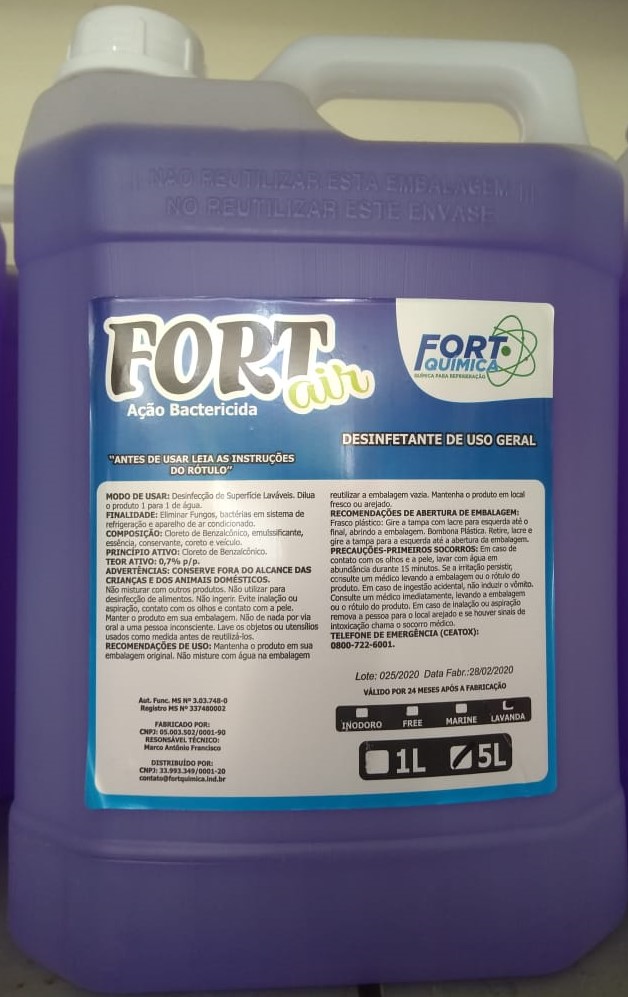 NAO REUTILIZAR ESTA EMBALAGEM
NO REUTILIZAR ESTE ENVASE
FORT
air
Ação Bactericida
FORT
QUIMICA
QUÍMICA PARA REFRIGERAÇÃO
DESINFETANTE DE USO GERAL
"ANTES DE USAR LEIA AS INSTRUÇÕES
DO RÓTULO"
MODO DE USAR: Desinfecção de Superfície Laváveis. Dilua
o produto 1 para 1 de água.
FINALIDADE: Eliminar Fungos, bactérias em sistema de
refrigeração e aparelho de ar condicionado.
COMPOSIÇÃO: Cloreto de Benzalcônico, emulssificante,
essência, conservante, coreto e veículo.
PRINCÍPIO ATIVO: Cloreto de Benzalcônico.
TEOR ATIVO: 0,7% p/p.
ADVERTÊNCIAS: CONSERVE FORA DO ALCANCE DAS
CRIANÇAS E DOS ANIMAIS DOMÉSTICOS.
Não misturar com outros produtos. Não utilizar para
desinfecção de alimentos. Não ingerir. Evite inalação ou
aspiração, contato com os olhos e contato com a pele.
Manter o produto em sua embalagem. Não de nada por via
oral a uma pessoa inconsciente. Lave os objetos ou utensílios
usados como medida antes de reutilizá-los.
RECOMENDAÇÕES DE USO: Mantenha o produto em sua
embalagem original. Não misture com água na embalagem
reutilizar a embalagem vazia. Mantenha o produto em local
fresco ou arejado.
RECOMENDAÇÕES DE ABERTURA DE EMBALAGEM:
Frasco plástico: Gire a tampa com lacre para esquerda até o
final, abrindo a embalagem. Bombona Plástica. Retire, lacre e
gire a tampa para a esquerda até a abertura da embalagem.
PRECAUÇÕES-PRIMEIROS SOCORROS: Em caso de
contato com os olhos e a pele, lavar com água em
abundância durante 15 minutos. Se a irritação persistir,
consulte um médico levando a embalagem ou o rótulo do
produto. Em caso de ingestão acidental, não induzir o vômito.
Consulte um médico imediatamente, levando a embalagem
ou o rótulo do produto. Em caso de inalação ou aspiração
remova a pessoa para o local arejado e se houver sinais de
intoxicação chama o socorro médico.
TELEFONE DE EMERGÊNCIA (CEATOX):
0800-722-6001.
Lote: 025/2020 Data Fabr.:28/02/2020
VÁLIDO POR 24 MESES APÓS A FABRICAÇÃO
INODORO FREE MARINE LAVANDA
1L 5L
Aut. Func. MS Nº 3.03.748-0
Registro MS Nº 337480002
FABRICADO POR:
CNPJ: 05.003.502/0001-90
RESONSÁVEL TÉCNICO:
Marco Antônio Francisco
DISTRIBUÍDO POR:
CNPJ: 33.993.349/0001-20
contato@fortquimica.ind.br